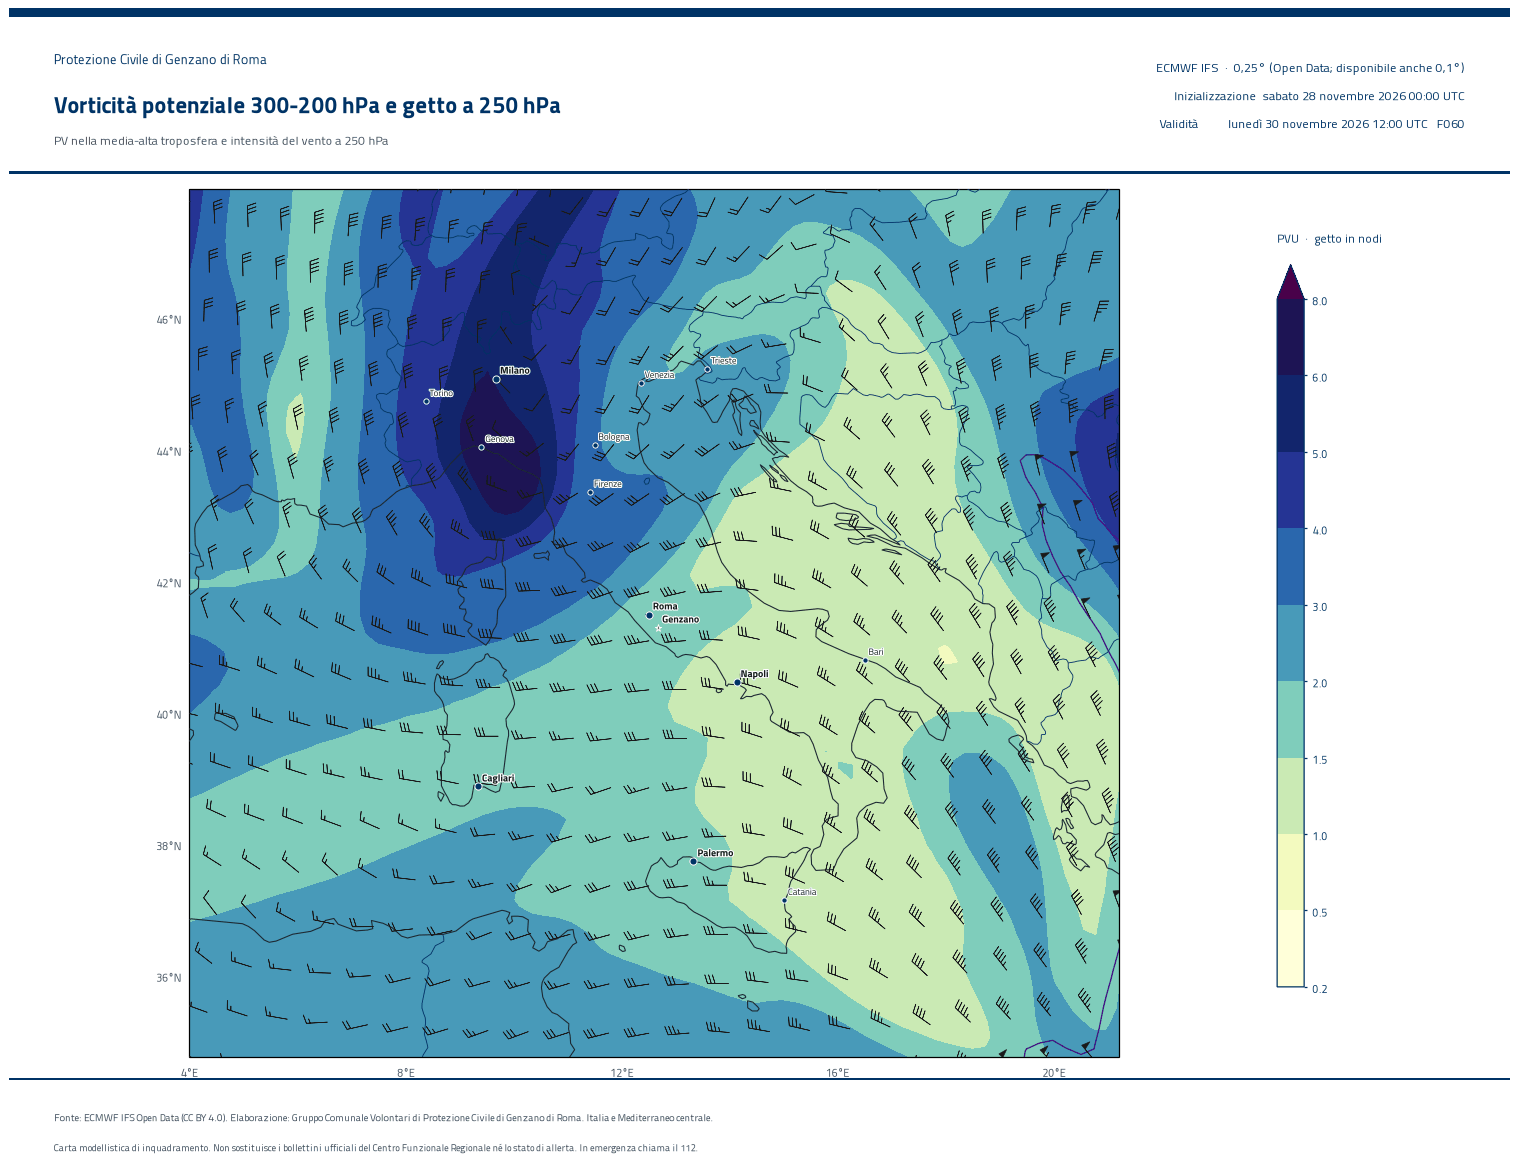 Protezione Civile di Genzano di Roma
Vorticità potenziale 300-200 hPa e getto a 250 hPa
PV nella media-alta troposfera e intensità del vento a 250 hPa
ECMWF IFS · 0,25° (Open Data; disponibile anche 0,1°)
Inizializzazione sabato 28 novembre 2026 00:00 UTC
Validità lunedì 30 novembre 2026 12:00 UTC F060
PVU · getto in nodi
8.0
6.0
5.0
4.0
3.0
2.0
1.5
1.0
0.5
0.2
46°N
44°N
42°N
40°N
38°N
36°N
4°E
8°E
12°E
16°E
20°E
Milano
Trieste
Venezia
Torino
Genova
Bologna
Firenze
Roma
Genzano
Bari
Napoli
Cagliari
Palermo
Catania
Fonte: ECMWF IFS Open Data (CC BY 4.0). Elaborazione: Gruppo Comunale Volontari di Protezione Civile di Genzano di Roma. Italia e Mediterraneo centrale.
Carta modellistica di inquadramento. Non sostituisce i bollettini ufficiali del Centro Funzionale Regionale né lo stato di allerta. In emergenza chiama il 112.